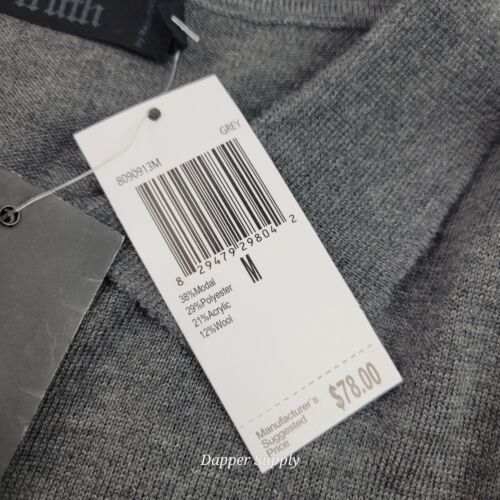 truth
8090913M
GREY
8 29479 29804 2
M
38%Modal
29%Polyester
21%Acrylic
12%Wool
Manufacturer's
Suggested
Price
$78.00
Dapper Supply